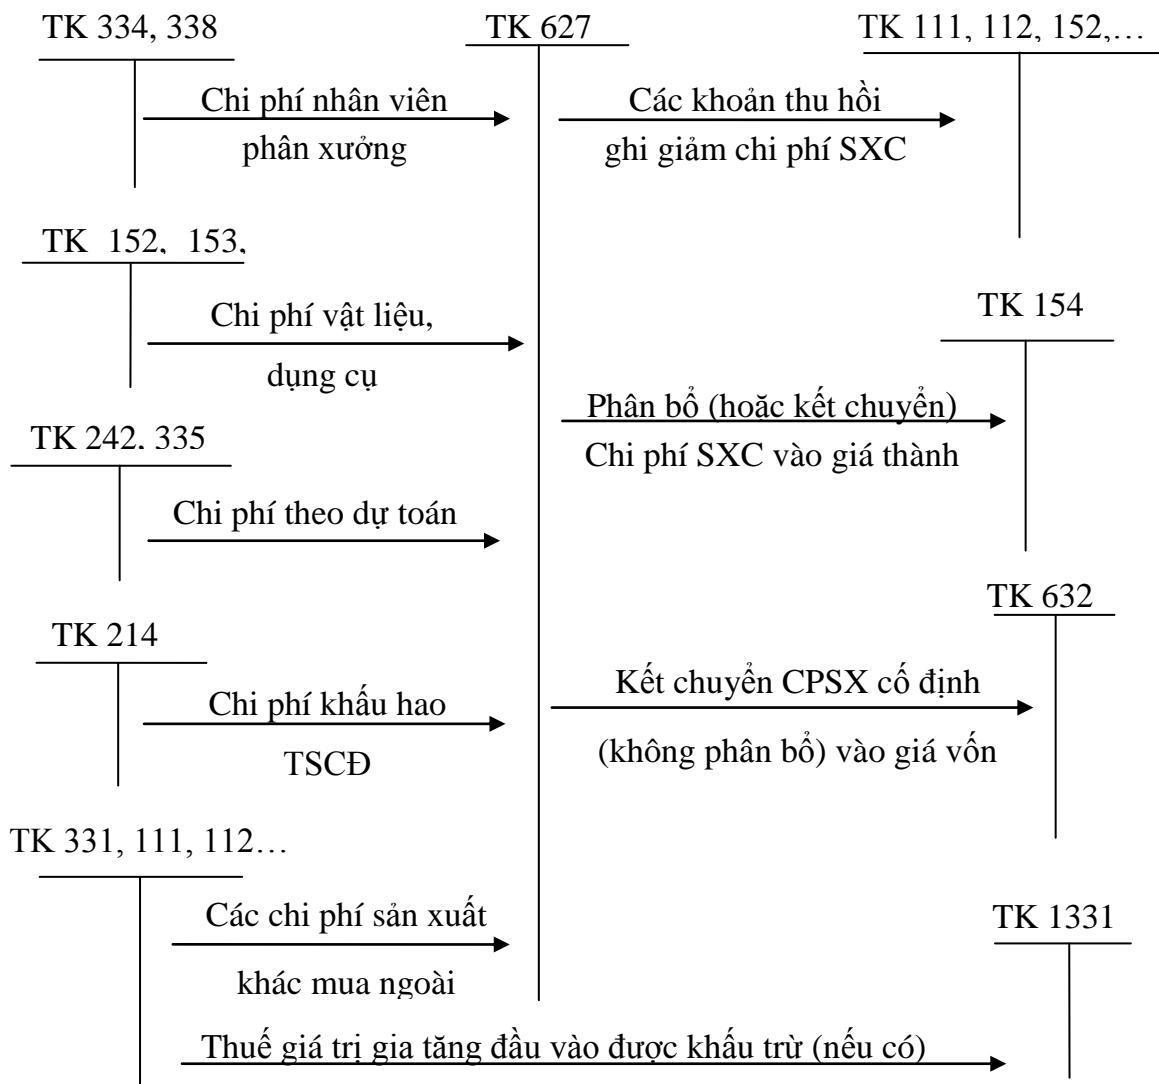 TK 334, 338
TK 627
TK 111, 112, 152,…
Chi phí nhân viên
phân xưởng
Các khoản thu hồi
ghi giảm chi phí SXC
TK 152, 153,
Chi phí vật liệu,
dụng cụ
TK 154
Phân bổ (hoặc kết chuyển)
Chi phí SXC vào giá thành
TK 242, 335
Chi phí theo dự toán
TK 632
TK 214
Chi phí khấu hao
TSCĐ
Kết chuyển CPSX cố định
(không phân bổ) vào giá vốn
TK 331, 111, 112…
Các chi phí sản xuất
khác mua ngoài
TK 1331
Thuế giá trị gia tăng đầu vào được khấu trừ (nếu có)